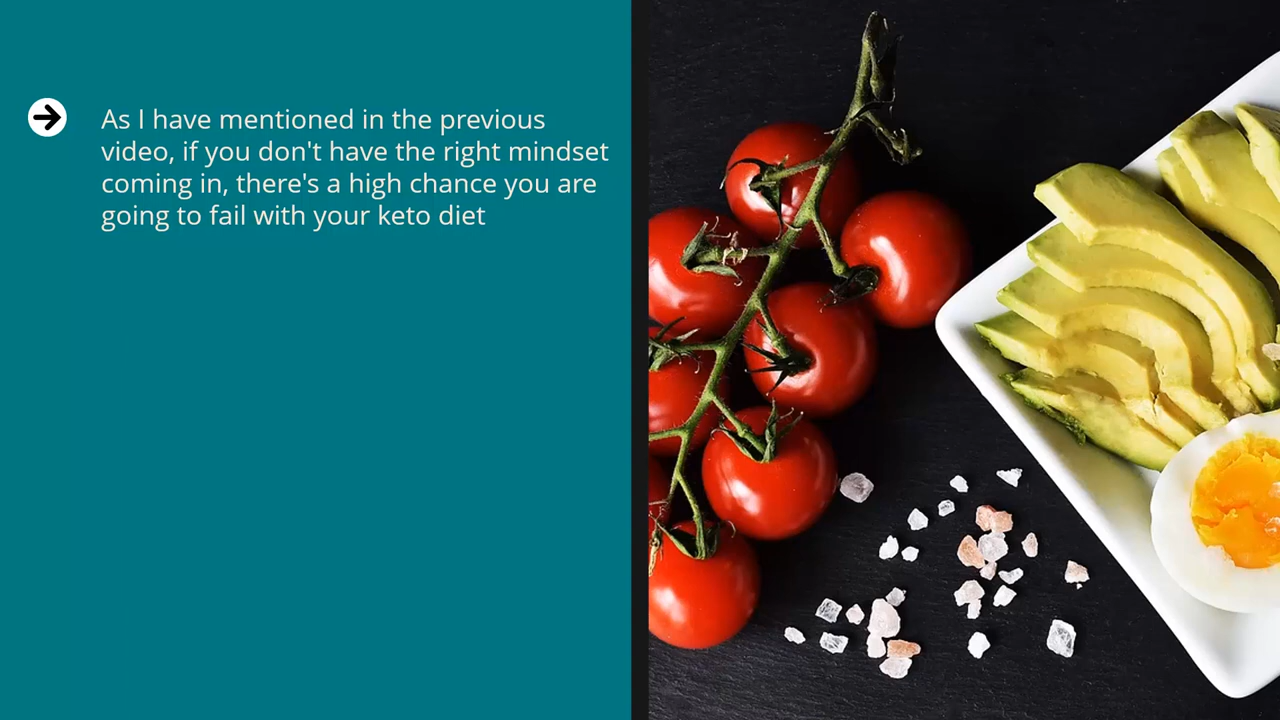 As I have mentioned in the previous
video, if you don't have the right mindset
coming in, there's a high chance you are
going to fail with your keto diet